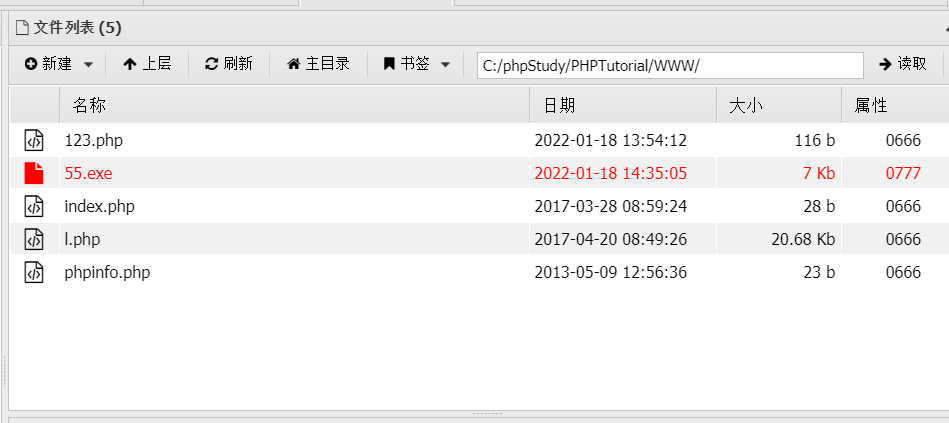 文件列表 (5)
新建 上层 刷新 主目录 书签 C:/phpStudy/PHPTutorial/WWW/ 读取
名称 日期 大小 属性
123.php 2022-01-18 13:54:12 116 b 0666
55.exe 2022-01-18 14:35:05 7 Kb 0777
index.php 2017-03-28 08:59:24 28 b 0666
l.php 2017-04-20 08:49:26 20.68 Kb 0666
phpinfo.php 2013-05-09 12:56:36 23 b 0666